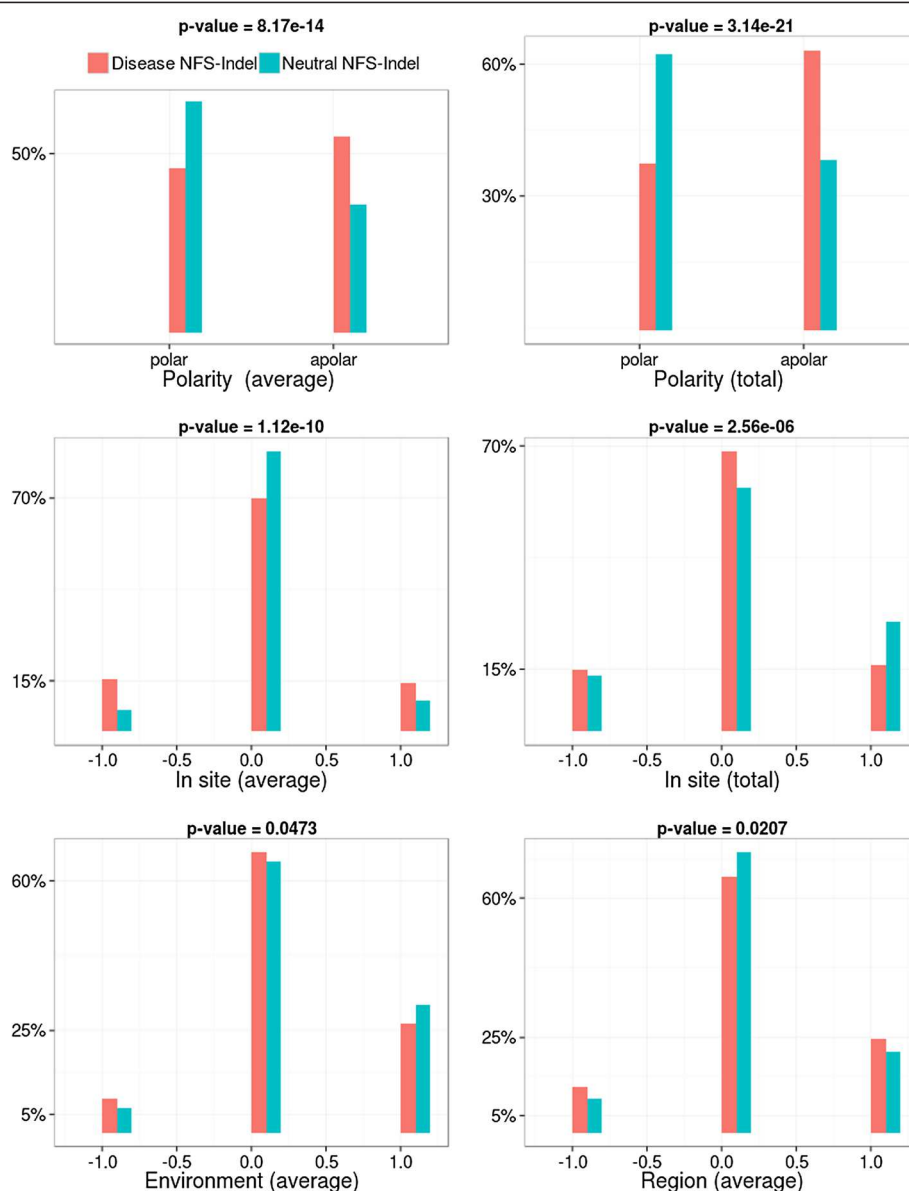 p-value = 8.17e-14
Disease NFS-Indel Neutral NFS-Indel
50%
polar apolar
Polarity (average)
p-value = 3.14e-21
60%
30%
polar apolar
Polarity (total)
p-value = 1.12e-10
70%
15%
-1.0 -0.5 0.0 0.5 1.0
In site (average)
p-value = 2.56e-06
70%
15%
-1.0 -0.5 0.0 0.5 1.0
In site (total)
p-value = 0.0473
60%
25%
5%
-1.0 -0.5 0.0 0.5 1.0
Environment (average)
p-value = 0.0207
60%
25%
5%
-1.0 -0.5 0.0 0.5 1.0
Region (average)